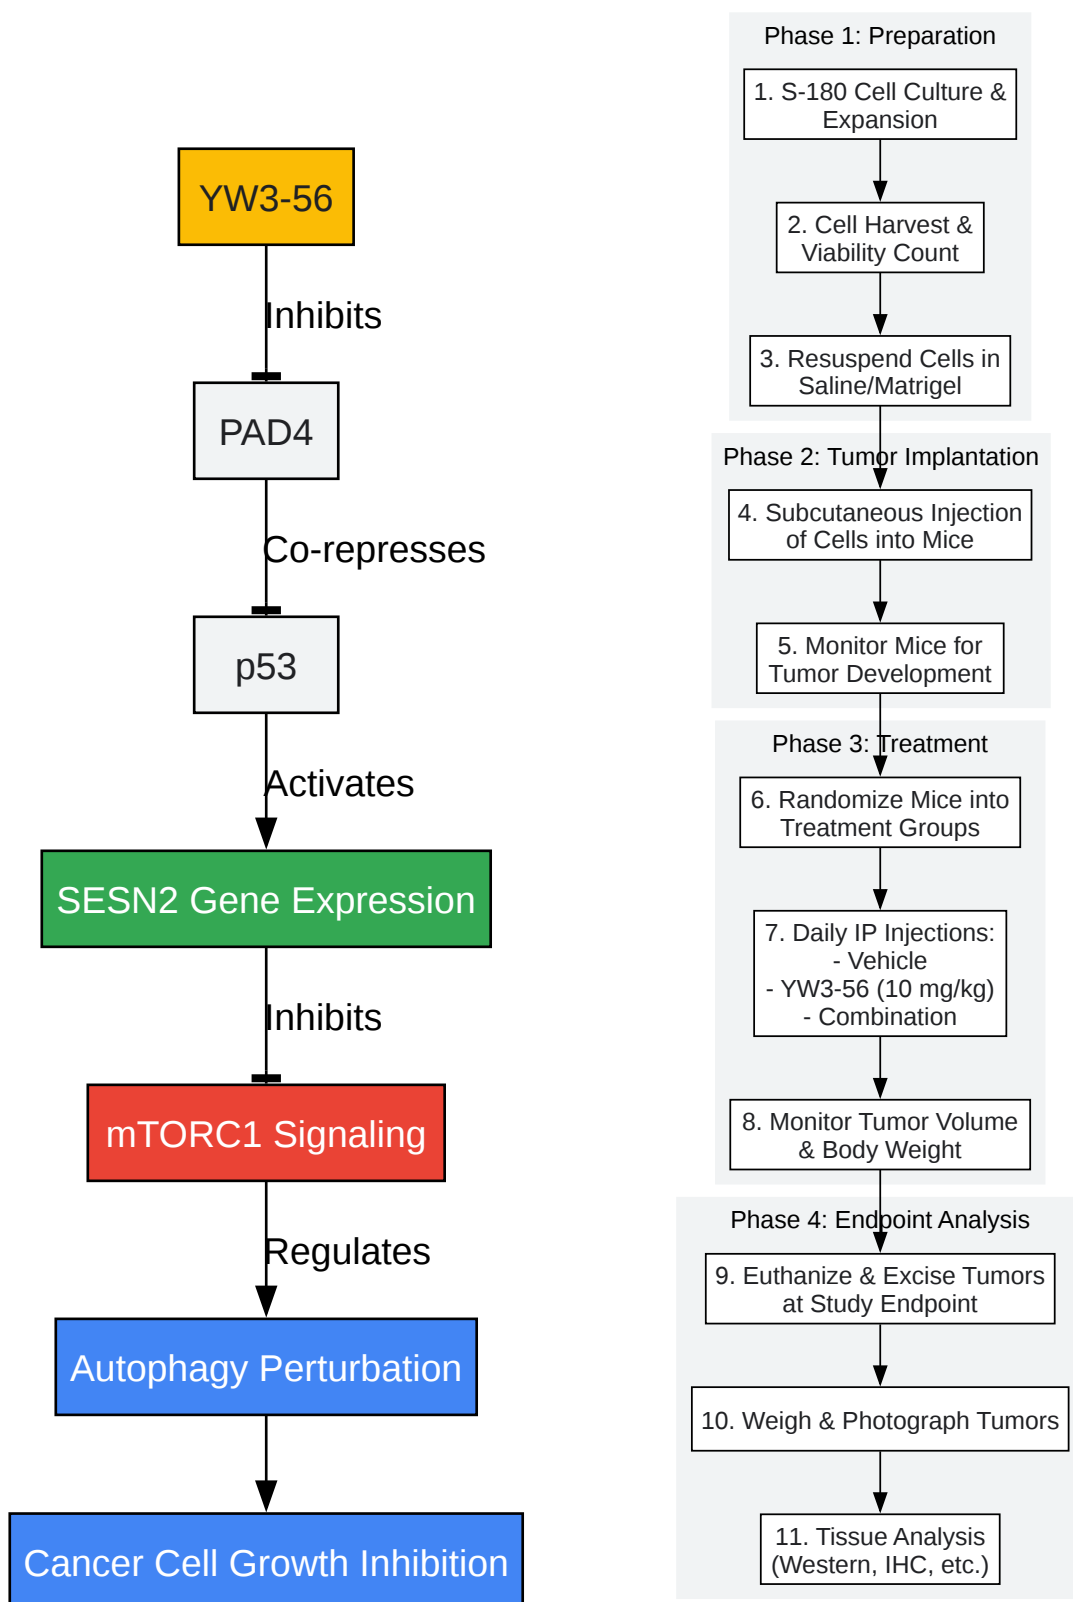 YW3-56
Inhibits
PAD4
Co-represses
p53
Activates
SESN2 Gene Expression
Inhibits
mTORC1 Signaling
Regulates
Autophagy Perturbation
Cancer Cell Growth Inhibition
Phase 1: Preparation
1. S-180 Cell Culture &
Expansion
2. Cell Harvest &
Viability Count
3. Resuspend Cells in
Saline/Matrigel
Phase 2: Tumor Implantation
4. Subcutaneous Injection
of Cells into Mice
5. Monitor Mice for
Tumor Development
Phase 3: Treatment
6. Randomize Mice into
Treatment Groups
7. Daily IP Injections:
- Vehicle
- YW3-56 (10 mg/kg)
- Combination
8. Monitor Tumor Volume
& Body Weight
Phase 4: Endpoint Analysis
9. Euthanize & Excise Tumors
at Study Endpoint
10. Weigh & Photograph Tumors
11. Tissue Analysis
(Western, IHC, etc.)